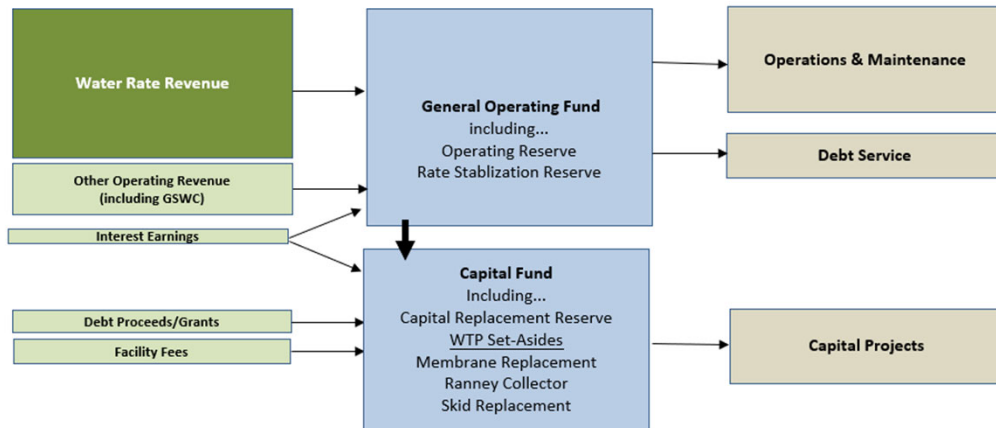 Water Rate Revenue
Other Operating Revenue
(including GSWC)
Interest Earnings
Debt Proceeds/Grants
Facility Fees
General Operating Fund
including...
Operating Reserve
Rate Stablization Reserve
Capital Fund
Including...
Capital Replacement Reserve
WTP Set-Asides
Membrane Replacement
Ranney Collector
Skid Replacement
Operations & Maintenance
Debt Service
Capital Projects